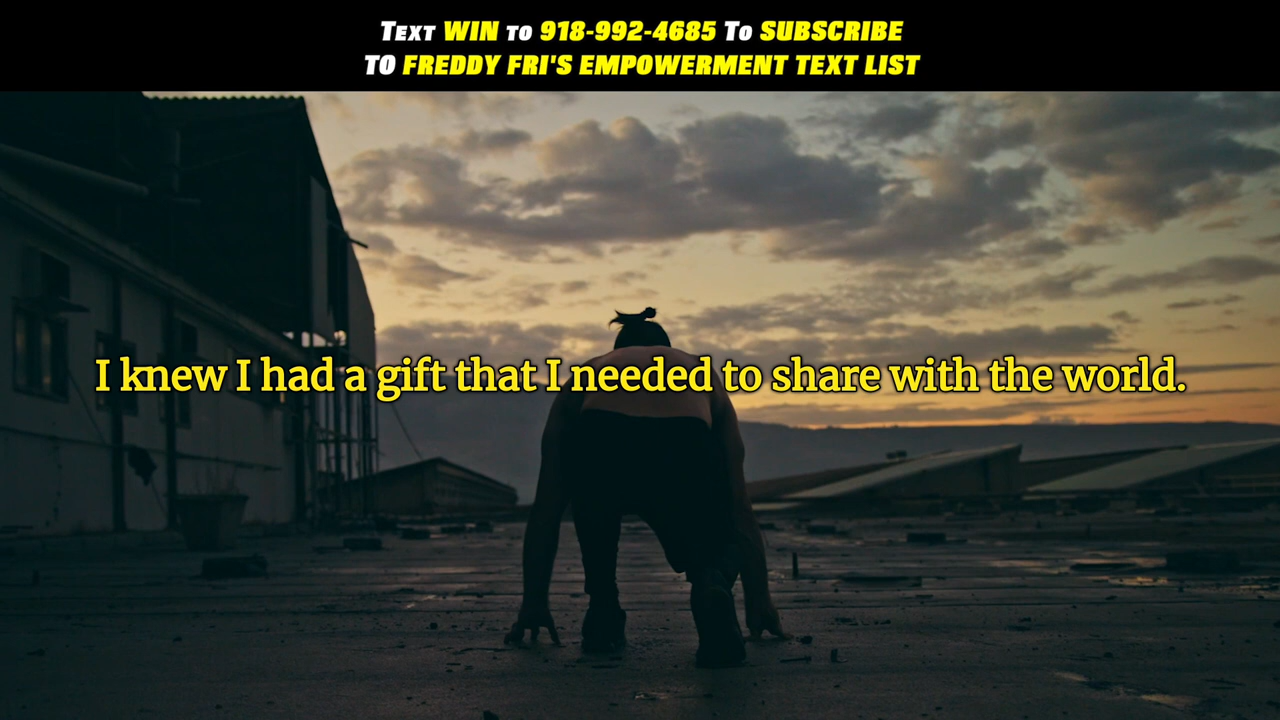 Text WIN to 918-992-4685 To SUBSCRIBE
TO FREDDY FRI'S EMPOWERMENT TEXT LIST
I knew I had a gift that I needed to share with the world.